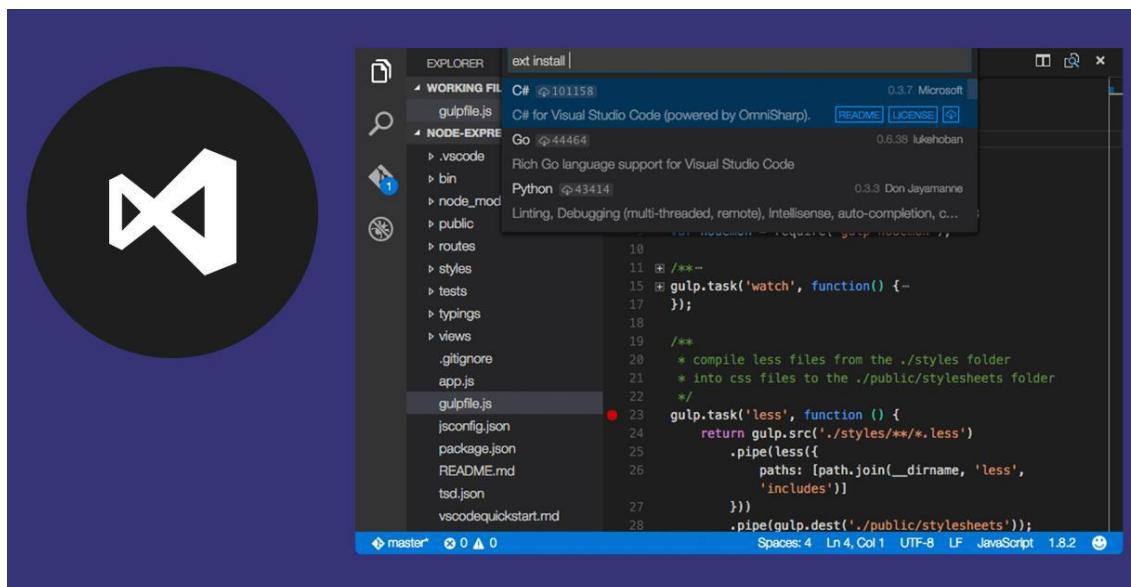 EXPLORER
WORKING FIL
gulpfile.js
NODE-EXPRE
.vscode
bin
node_mod
public
routes
styles
tests
typings
views
.gitignore
app.js
gulpfile.js
jsconfig.json
package.json
README.md
tsd.json
vscodequickstart.md
ext install
C# 101158 0.3.7 Microsoft
C# for Visual Studio Code (powered by OmniSharp). README LICENSE
Go 44464 0.6.38 lukehoban
Rich Go language support for Visual Studio Code
Python 43414 0.3.3 Don Jayamanne
Linting, Debugging (multi-threaded, remote), Intellisense, auto-completion, c...
10
11 /**…
15 gulp.task('watch', function() {…
17 });
18
19 /**
20 * compile less files from the ./styles folder
21 * into css files to the ./public/stylesheets folder
22 */
23 gulp.task('less', function () {
24 return gulp.src('./styles/**/*.less')
25 .pipe(less({
26 paths: [path.join(__dirname, 'less',
'includes')]
27 }))
28 .pipe(gulp.dest('./public/stylesheets'));
master* 0 0 Spaces: 4 Ln 4, Col 1 UTF-8 LF JavaScript 1.8.2
1